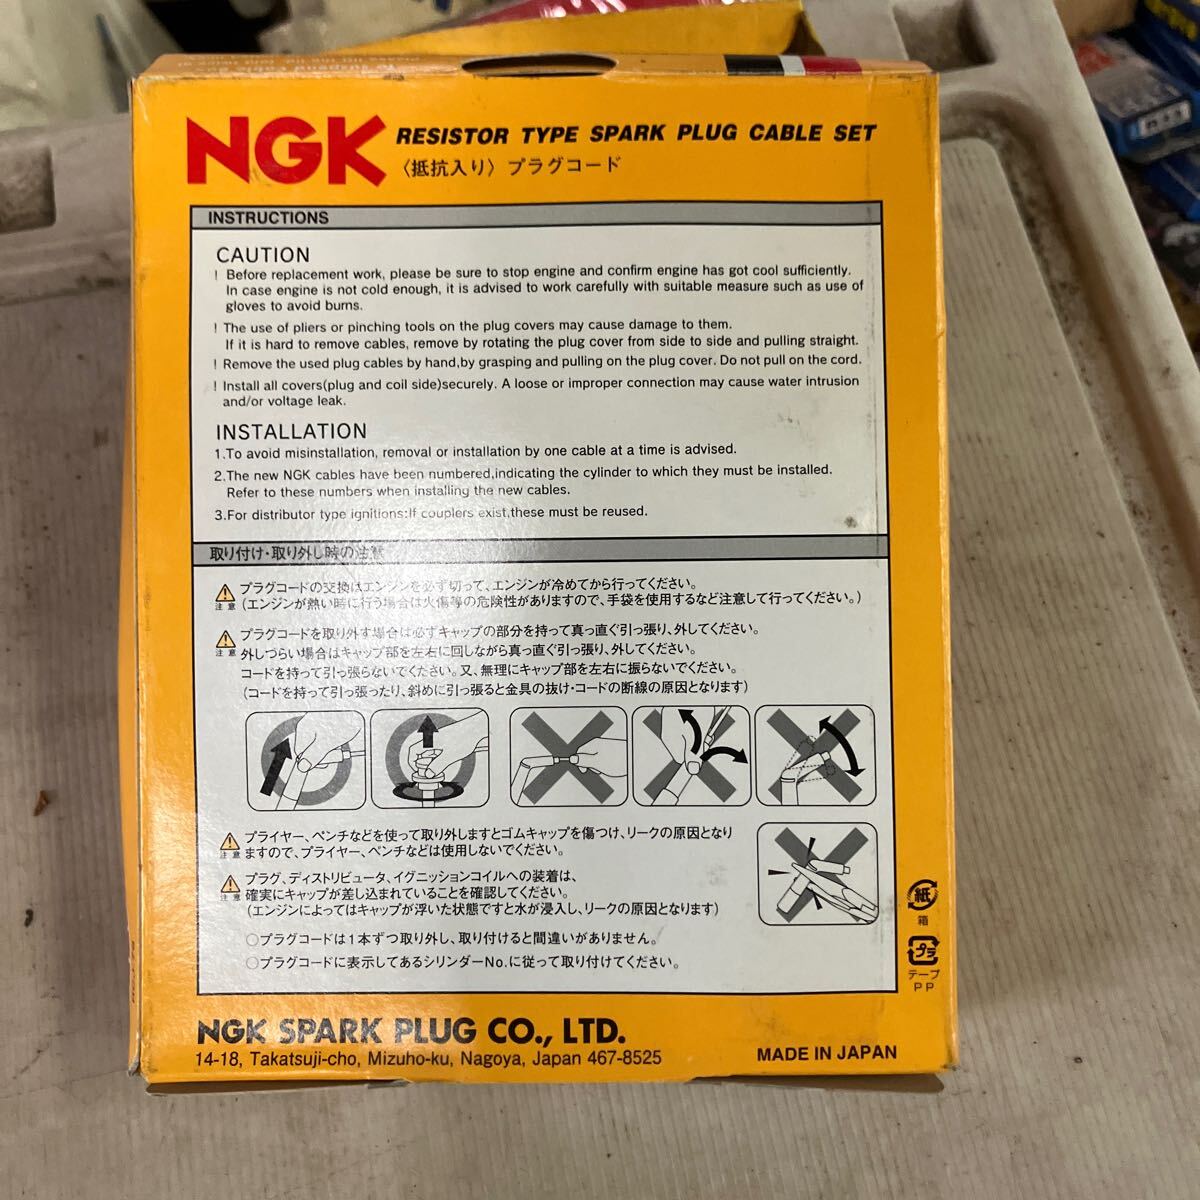 NGK
RESISTOR TYPE SPARK PLUG CABLE SET
〈抵抗入り〉プラグコード
INSTRUCTIONS
CAUTION
! Before replacement work, please be sure to stop engine and confirm engine has got cool sufficiently.
In case engine is not cold enough, it is advised to work carefully with suitable measure such as use of
gloves to avoid burns.
! The use of pliers or pinching tools on the plug covers may cause damage to them.
If it is hard to remove cables, remove by rotating the plug cover from side to side and pulling straight.
! Remove the used plug cables by hand,by grasping and pulling on the plug cover. Do not pull on the cord.
! Install all covers(plug and coil side)securely. A loose or improper connection may cause water intrusion
and/or voltage leak.
INSTALLATION
1.To avoid misinstallation, removal or installation by one cable at a time is advised.
2.The new NGK cables have been numbered,indicating the cylinder to which they must be installed.
Refer to these numbers when installing the new cables.
3.For distributor type ignitions:If couplers exist,these must be reused.
取り付け・取り外し時の注意
注意 プラグコードの交換はエンジンを必ず切って、エンジンが冷めてから行ってください。
(エンジンが熱い時に行う場合は火傷等の危険性がありますので、手袋を使用するなど注意して行ってください。)
注意 プラグコードを取り外す場合は必ずキャップの部分を持って真っ直ぐ引っ張り、外してください。
外しづらい場合はキャップ部を左右に回しながら真っ直ぐ引っ張り、外してください。
コードを持って引っ張らないでください。又、無理にキャップ部を左右に振らないでください。
(コードを持って引っ張ったり、斜めに引っ張ると金具の抜け・コードの断線の原因となります)
注意 プライヤー、ペンチなどを使って取り外しますとゴムキャップを傷つけ、リークの原因となり
ますので、プライヤー、ペンチなどは使用しないでください。
注意 プラグ、ディストリビュータ、イグニッションコイルへの装着は、
確実にキャップが差し込まれていることを確認してください。
(エンジンによってはキャップが浮いた状態ですと水が浸入し、リークの原因となります)
○プラグコードは1本ずつ取り外し、取り付けると間違いがありません。
○プラグコードに表示してあるシリンダーNo.に従って取り付けてください。
紙
箱
プラ
テープ
PP
NGK SPARK PLUG CO., LTD.
14-18, Takatsuji-cho, Mizuho-ku, Nagoya, Japan 467-8525
MADE IN JAPAN